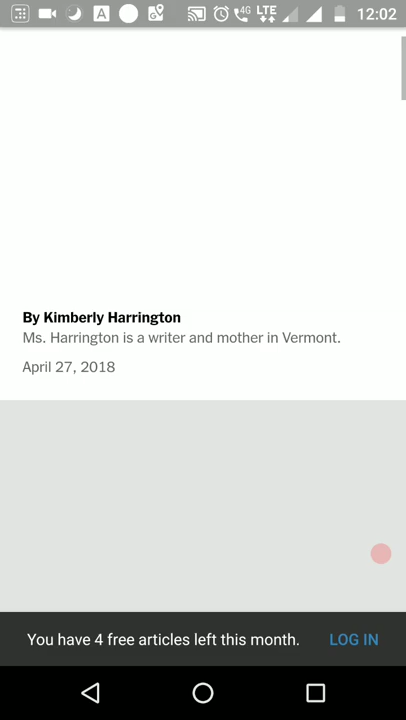 4G
LTE
12:02
By Kimberly Harrington
Ms. Harrington is a writer and mother in Vermont.
April 27, 2018
You have 4 free articles left this month.
LOG IN